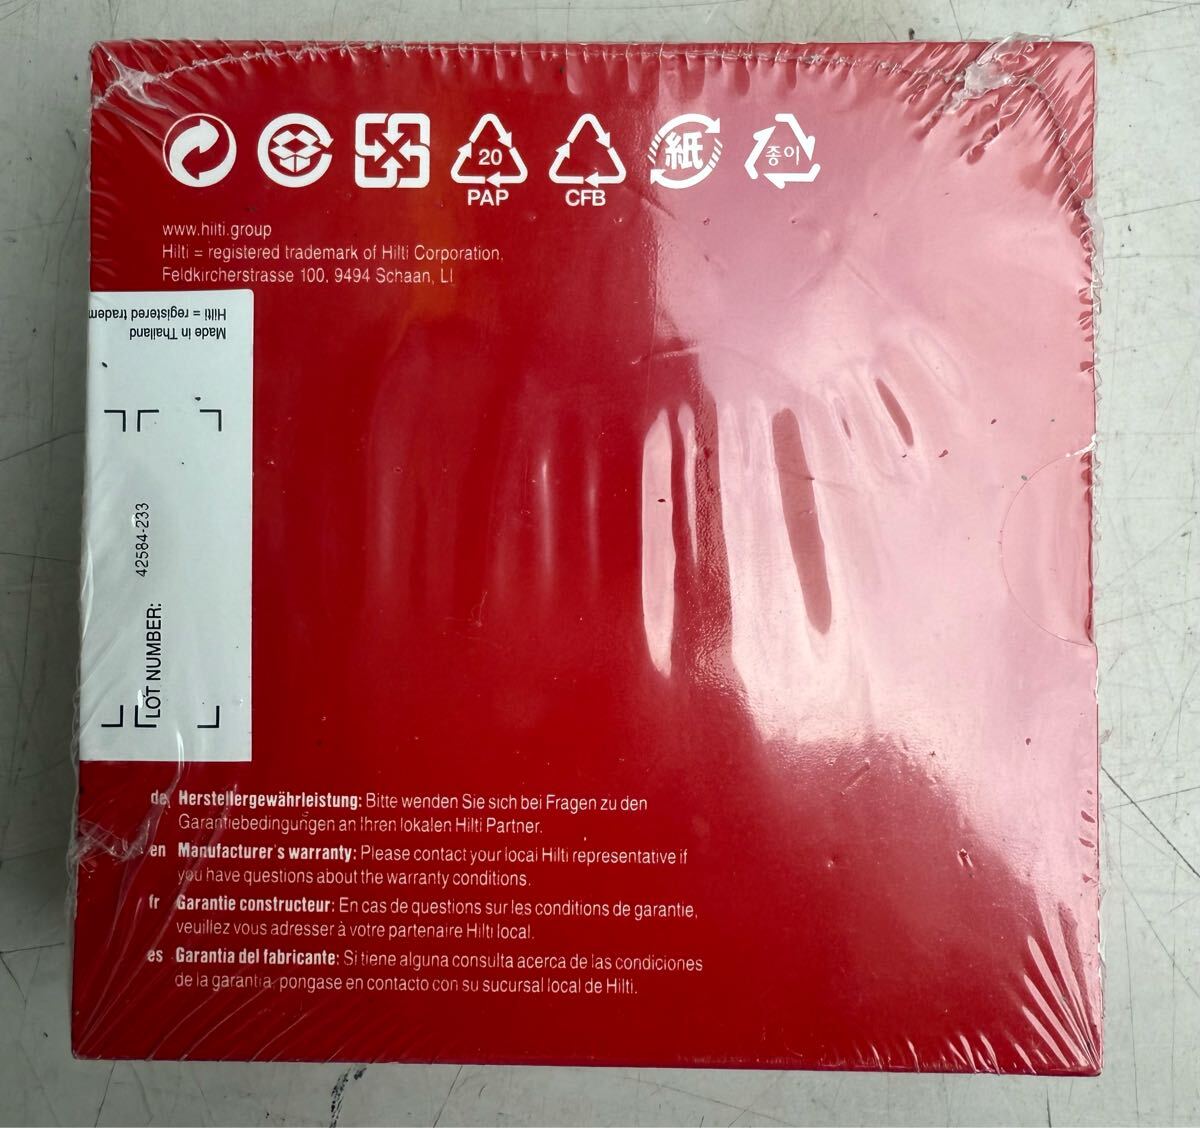 20
PAP
CFB
紙
종이
www.hilti.group
Hilti = registered trademark of Hilti Corporation,
Feldkircherstrasse 100, 9494 Schaan, LI
Hilti = registered
Made in Thailand
LOT NUMBER: 42584-233
de Herstellergewährleistung: Bitte wenden Sie sich bei Fragen zu den
Garantiebedingungen an Ihren lokalen Hilti Partner.
en Manufacturer's warranty: Please contact your local Hilti representative if
you have questions about the warranty conditions.
fr Garantie constructeur: En cas de questions sur les conditions de garantie,
veuillez vous adresser à votre partenaire Hilti local.
es Garantia del fabricante: Si tiene alguna consulta acerca de las condiciones
de la garantia, pongase en contacto con su sucursal local de Hilti.